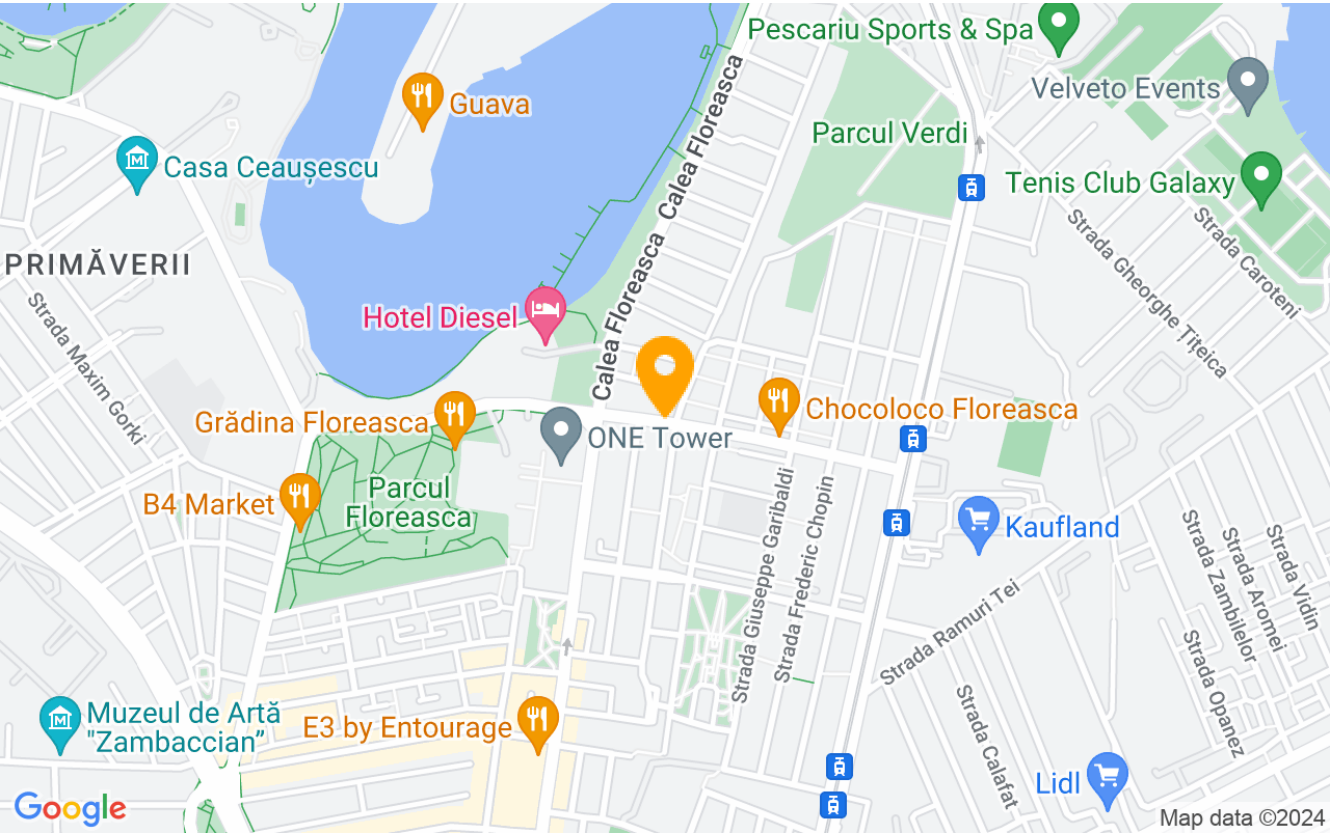 Pescariu Sports & Spa
Velveto Events
Guava
Calea Floreasca
Calea Floreasca
Calea Floreasca
Parcul Verdi
Casa Ceaușescu
Tenis Club Galaxy
PRIMĂVERII
Strada Gheorghe Țițeica
Strada Caroteni
Strada Maxim Gorki
Hotel Diesel
Grădina Floreasca
ONE Tower
Chocoloco Floreasca
B4 Market
Parcul
Floreasca
Strada Giuseppe Garibaldi
Strada Frederic Chopin
Kaufland
Strada Zambilelor
Strada Aromei
Strada Vidin
Strada Ramuri Tei
Strada Opanez
Strada Calafat
Muzeul de Artă
"Zambaccian”
E3 by Entourage
Lidl
Google
Map data ©2024